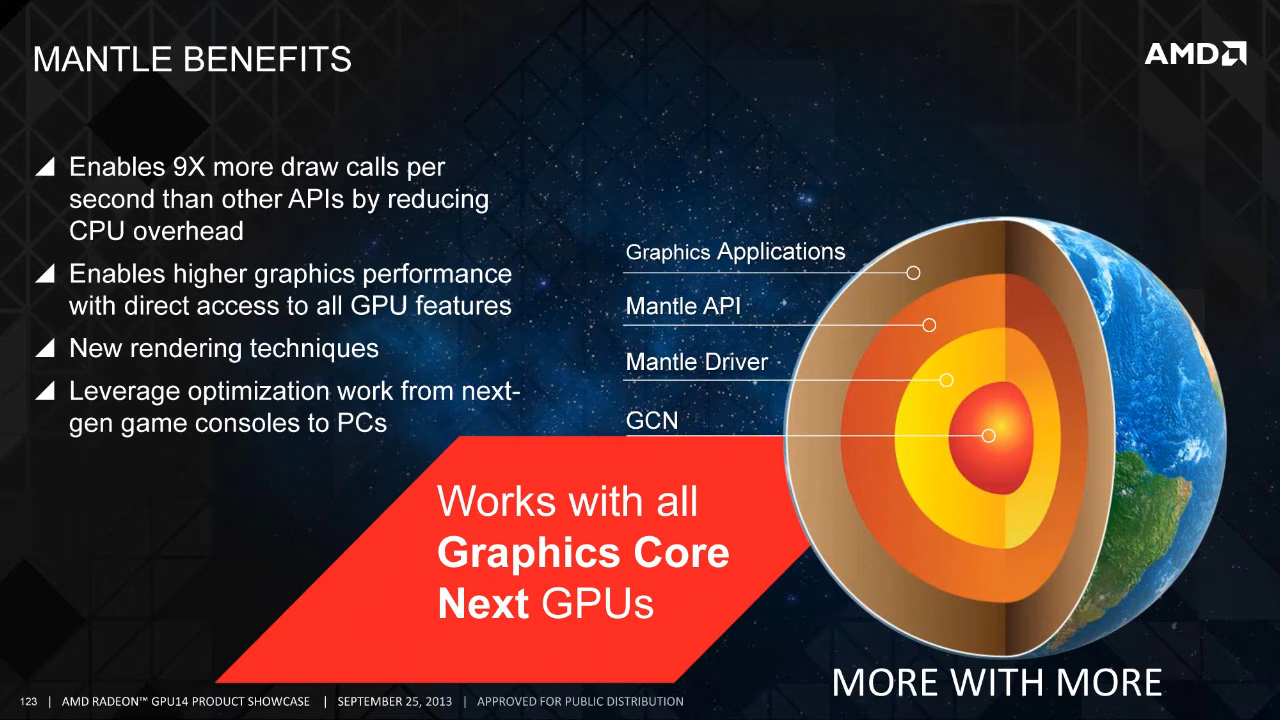 MANTLE BENEFITS
AMD
Enables 9X more draw calls per
second than other APIs by reducing
CPU overhead
Enables higher graphics performance
with direct access to all GPU features
New rendering techniques
Leverage optimization work from next-
gen game consoles to PCs
Graphics Applications
Mantle API
Mantle Driver
GCN
Works with all
Graphics Core
Next GPUs
MORE WITH MORE
123 | AMD RADEON™ GPU14 PRODUCT SHOWCASE | SEPTEMBER 25, 2013 | APPROVED FOR PUBLIC DISTRIBUTION